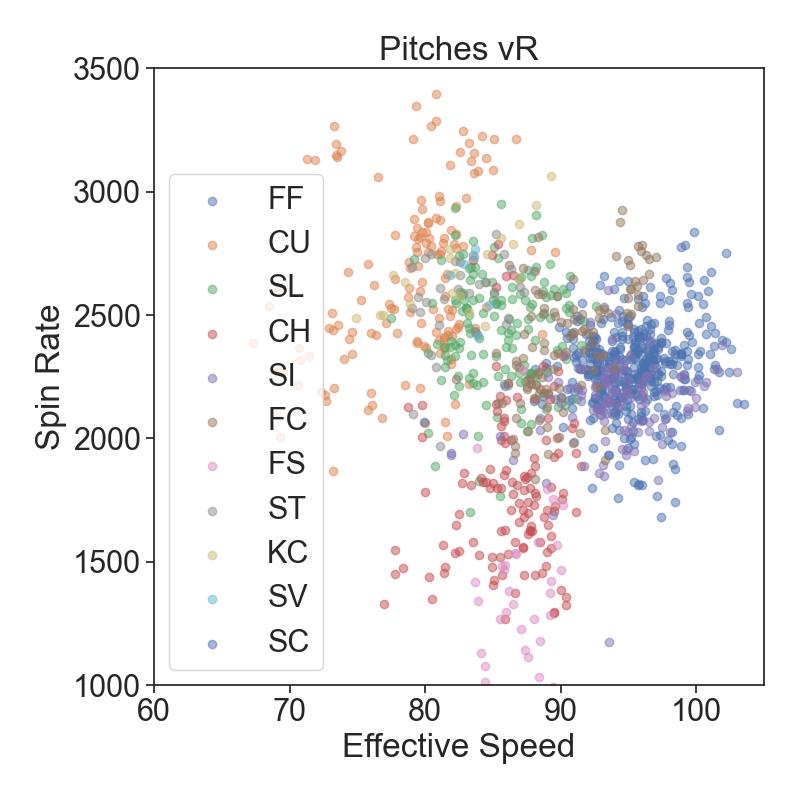 Pitches vR
3500
3000
2500
2000
1500
1000
Spin Rate
FF
CU
SL
CH
SI
FC
FS
ST
KC
SV
SC
60 70 80 90 100
Effective Speed